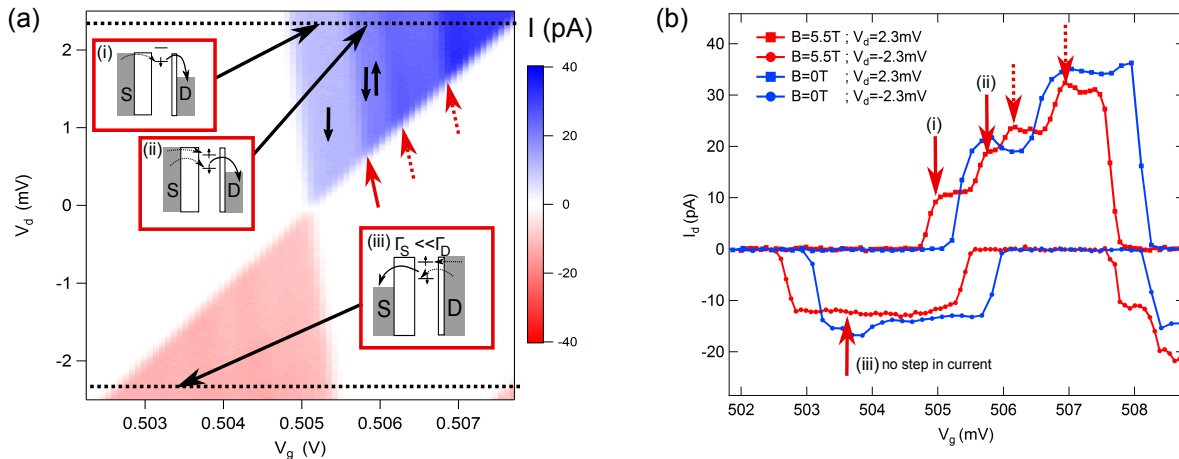 (a)
I (pA)
2
1
0
-1
-2
V_d (mV)
0.503 0.504 0.505 0.506 0.507
V_g (V)
40
20
0
-20
-40
(i)
S D
(ii)
S D
(iii) Γ_S <<Γ_D
S D
(b)
B=5.5T ; V_d=2.3mV
B=5.5T ; V_d=-2.3mV
B=0T ; V_d=2.3mV
B=0T ; V_d=-2.3mV
(i)
(ii)
(iii) no step in current
40
30
20
10
0
-10
-20
I_d (pA)
502 503 504 505 506 507 508
V_g (mV)